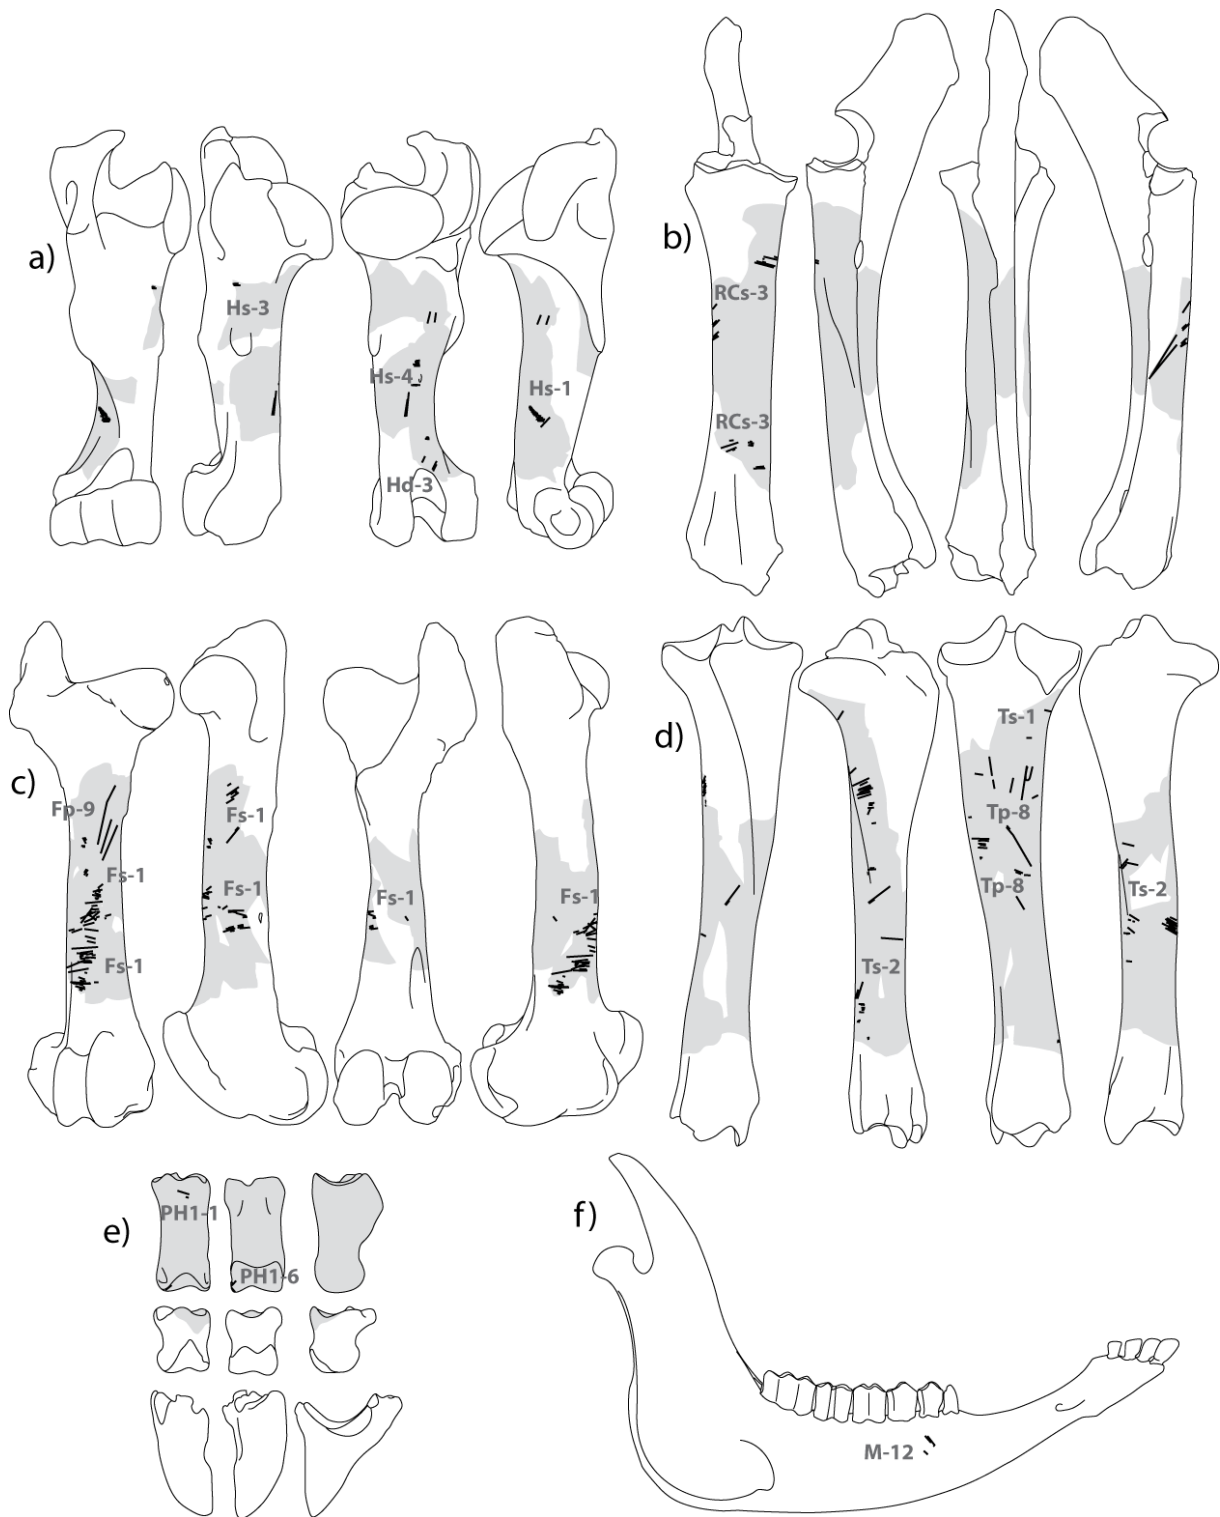 a)
Hs-3
Hs-4
Hs-1
Hd-3
b)
RCs-3
RCs-3
c)
Fp-9
Fs-1
Fs-1
Fs-1
Fs-1
Fs-1
Fs-1
d)
Ts-1
Tp-8
Tp-8
Ts-2
Ts-2
e)
PH1-1
PH1-6
f)
M-12